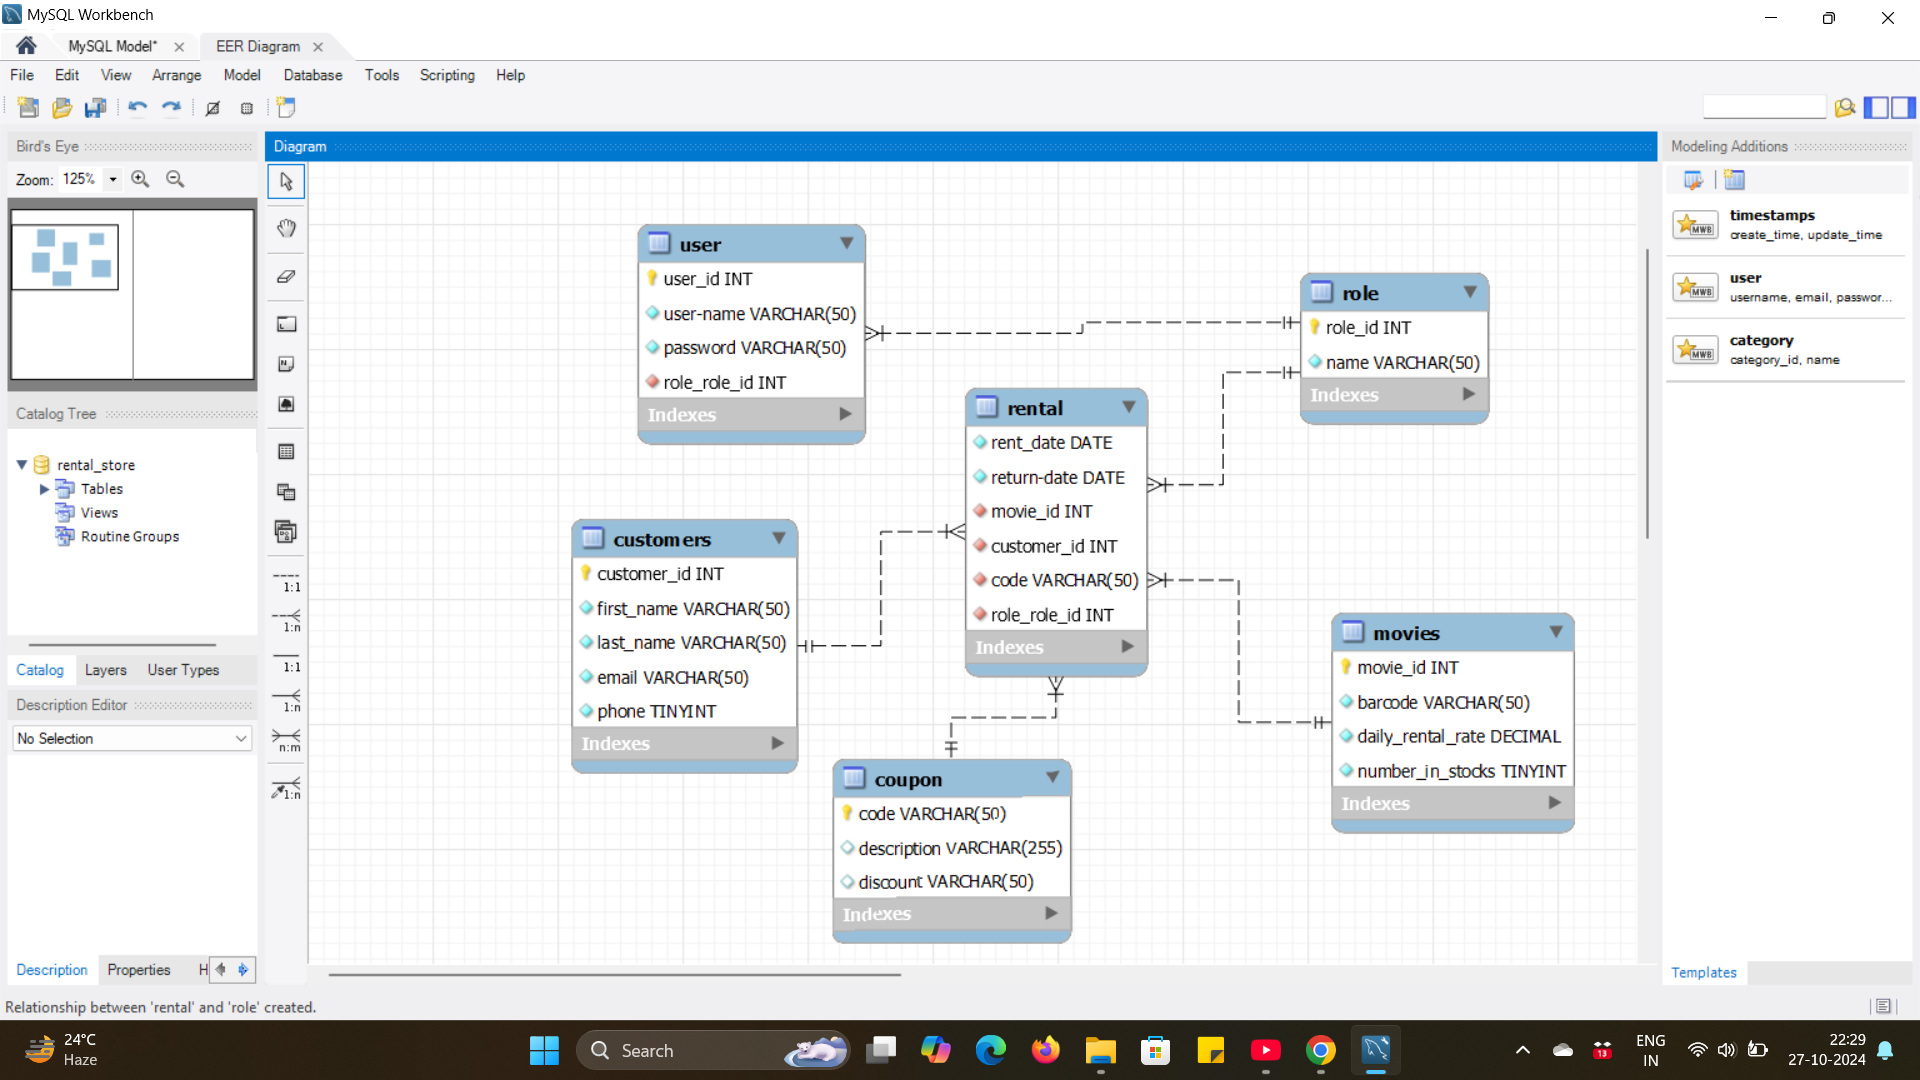 MySQL Workbench
MySQL Model*
EER Diagram
File Edit View Arrange Model Database Tools Scripting Help
Bird's Eye
Zoom: 125%
Catalog Tree
rental_store
Tables
Views
Routine Groups
Catalog Layers User Types
Description Editor
No Selection
Description Properties H
Diagram
1:1
1:n
1:1
1:n
n:m
1:n
user
user_id INT
user-name VARCHAR(50)
password VARCHAR(50)
role_role_id INT
Indexes
role
role_id INT
name VARCHAR(50)
Indexes
rental
rent_date DATE
return-date DATE
movie_id INT
customer_id INT
code VARCHAR(50)
role_role_id INT
Indexes
customers
customer_id INT
first_name VARCHAR(50)
last_name VARCHAR(50)
email VARCHAR(50)
phone TINYINT
Indexes
movies
movie_id INT
barcode VARCHAR(50)
daily_rental_rate DECIMAL
number_in_stocks TINYINT
Indexes
coupon
code VARCHAR(50)
description VARCHAR(255)
discount VARCHAR(50)
Indexes
Modeling Additions
MWB
timestamps
create_time, update_time
MWB
user
username, email, passwor...
MWB
category
category_id, name
Templates
Relationship between 'rental' and 'role' created.
24°C
Haze
Search
13
ENG
IN
22:29
27-10-2024